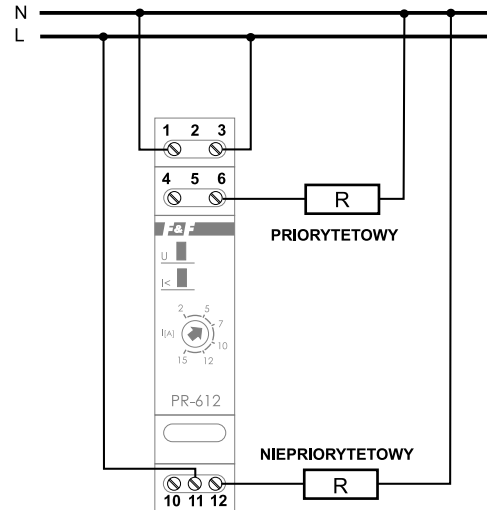 N
L
1 2 3
4 5 6
R
PRIORYTETOWY
F&F
U
I<
2 5
I[A] 7
10
15 12
PR-612
NIEPRIORYTETOWY
R
10 11 12